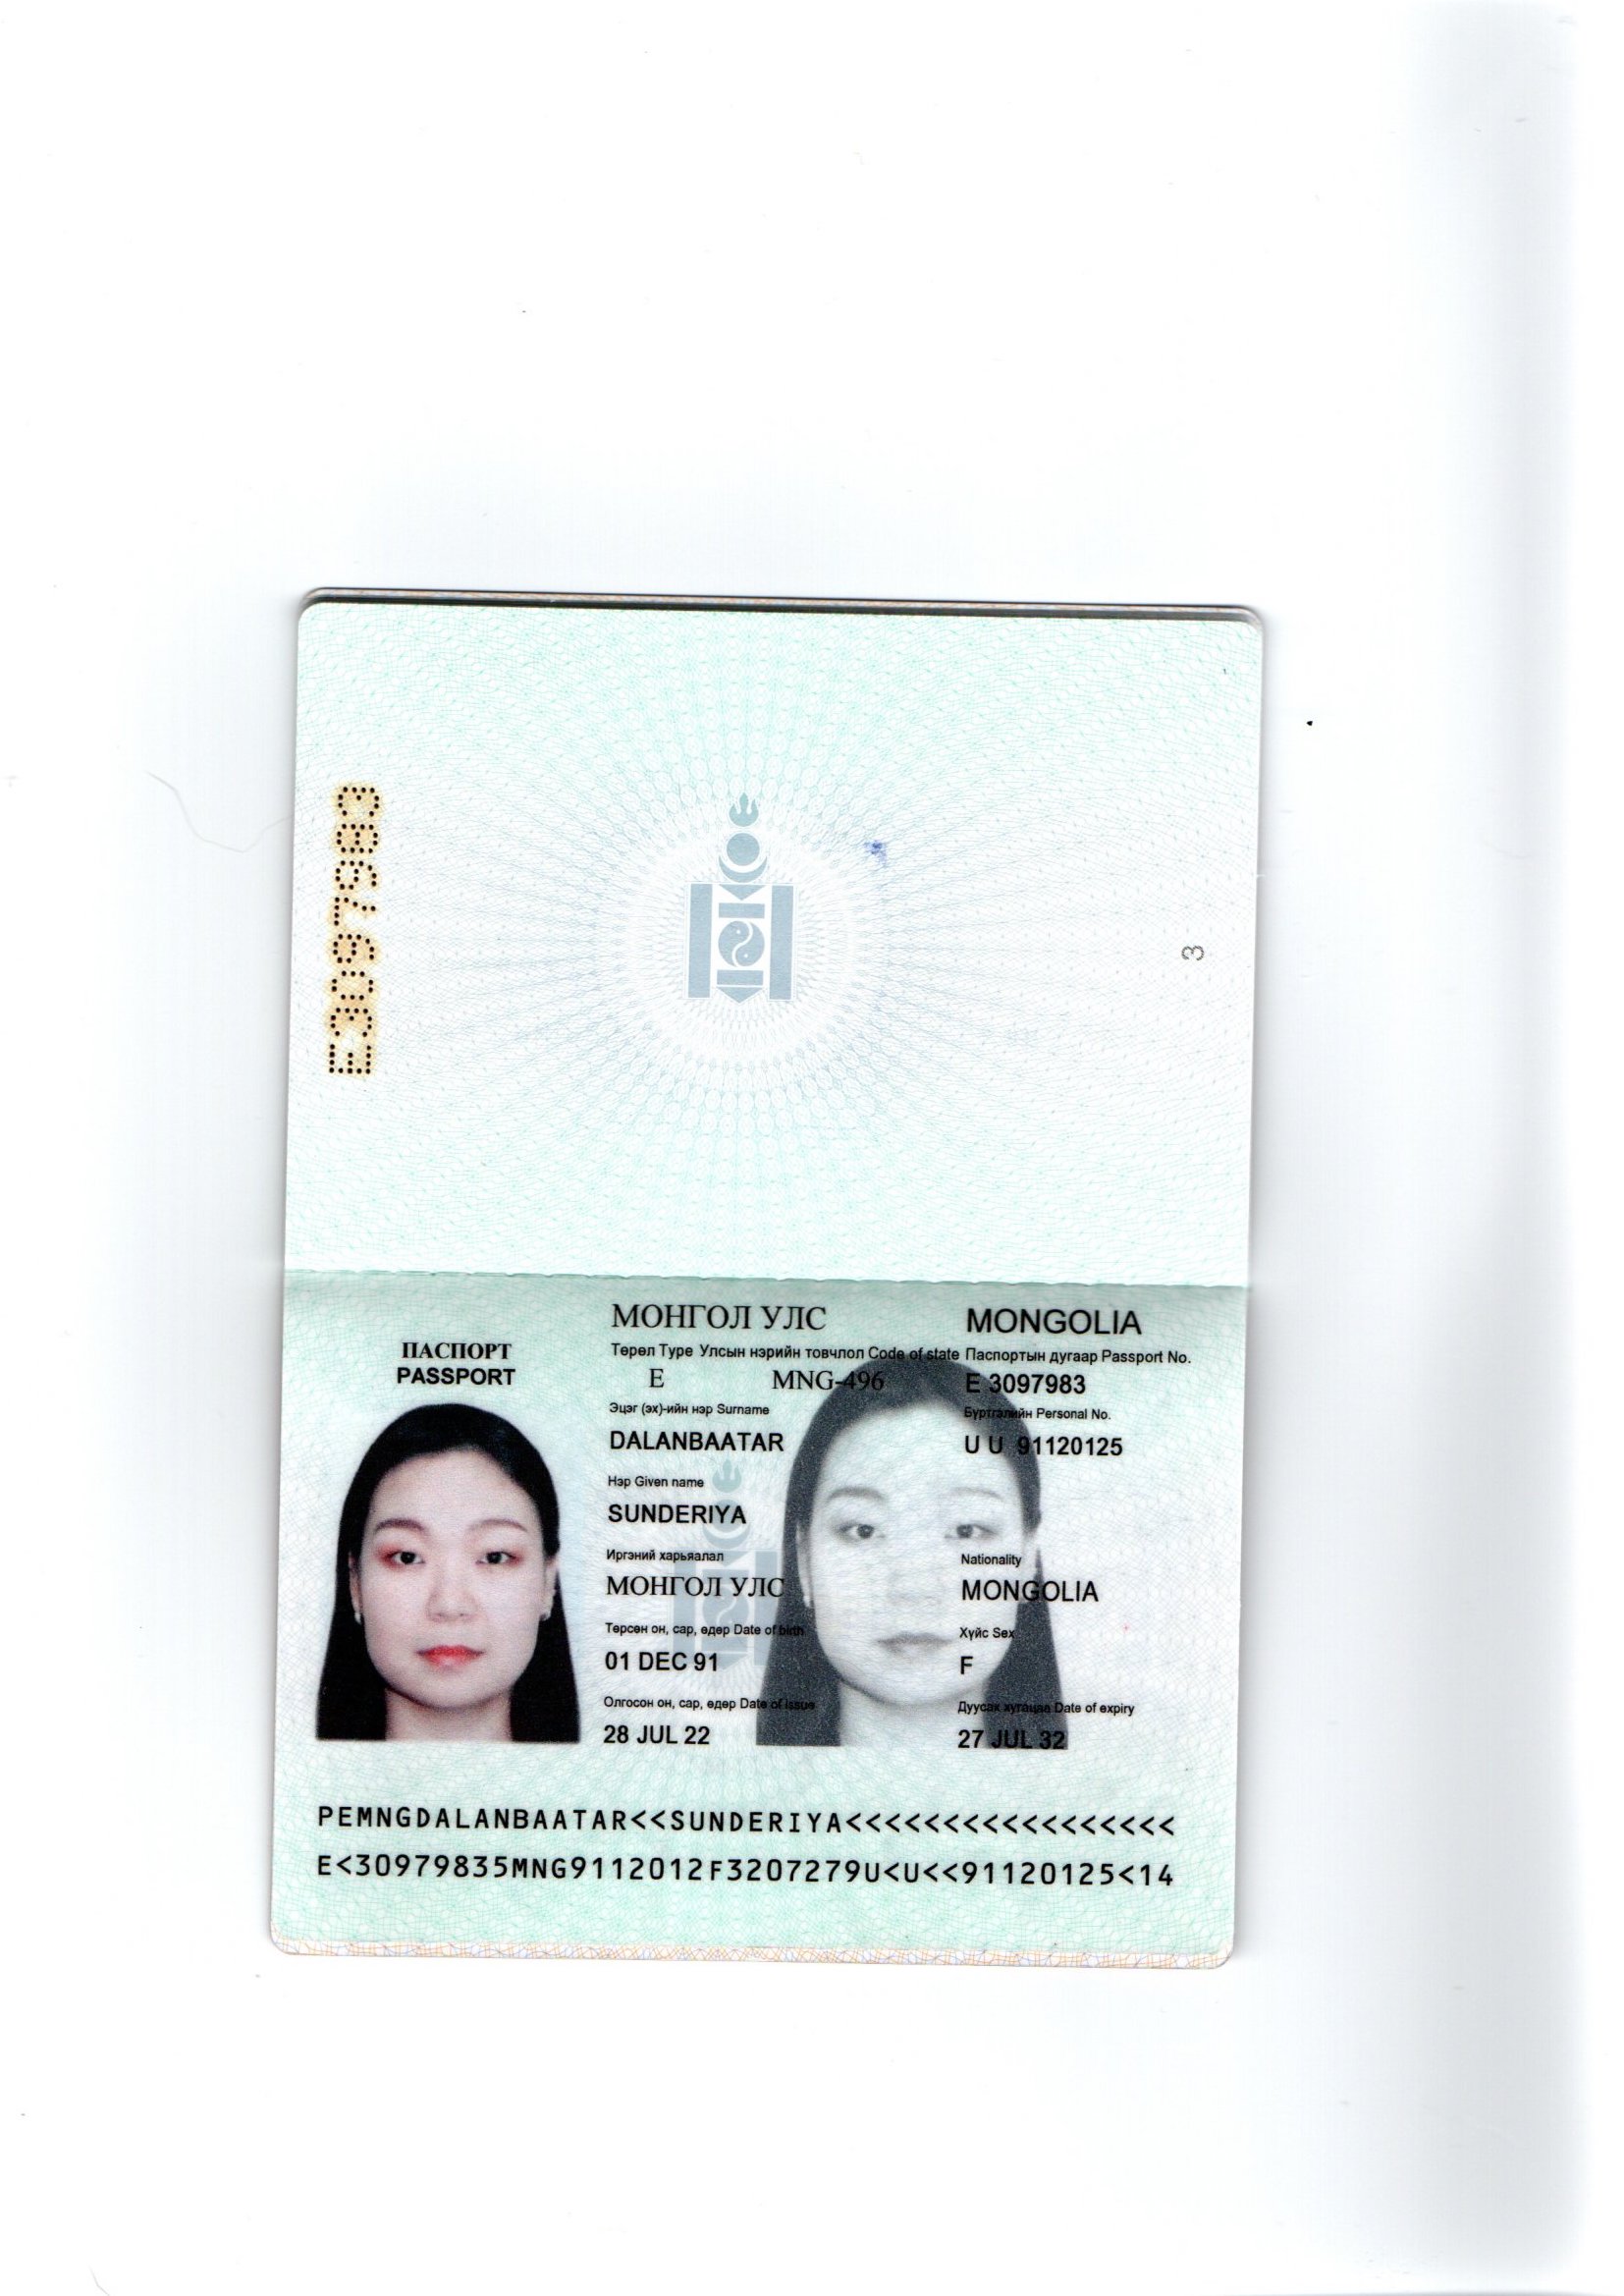 E3097983
3
МОНГОЛ УЛС MONGOLIA
ПАСПОРТ
PASSPORT
Төрөл Type Улсын нэрийн товчлол Code of state Паспортын дугаар Passport No.
E MNG-496 E 3097983
Эцэг (эх)-ийн нэр Surname Бүртгэлийн Personal No.
DALANBAATAR U U 91120125
Нэр Given name
SUNDERIYA
Иргэний харьяалал Nationality
МОНГОЛ УЛС MONGOLIA
Төрсөн он, сар, өдөр Date of birth Хүйс Sex
01 DEC 91 F
Олгосон он, сар, өдөр Date of issue Дуусах хугацаа Date of expiry
28 JUL 22 27 JUL 32
PEMNGDALANBAATAR<<SUNDERIYA<<<<<<<<<<<<<<<<<
E<30979835MNG9112012F3207279U<U<<91120125<14